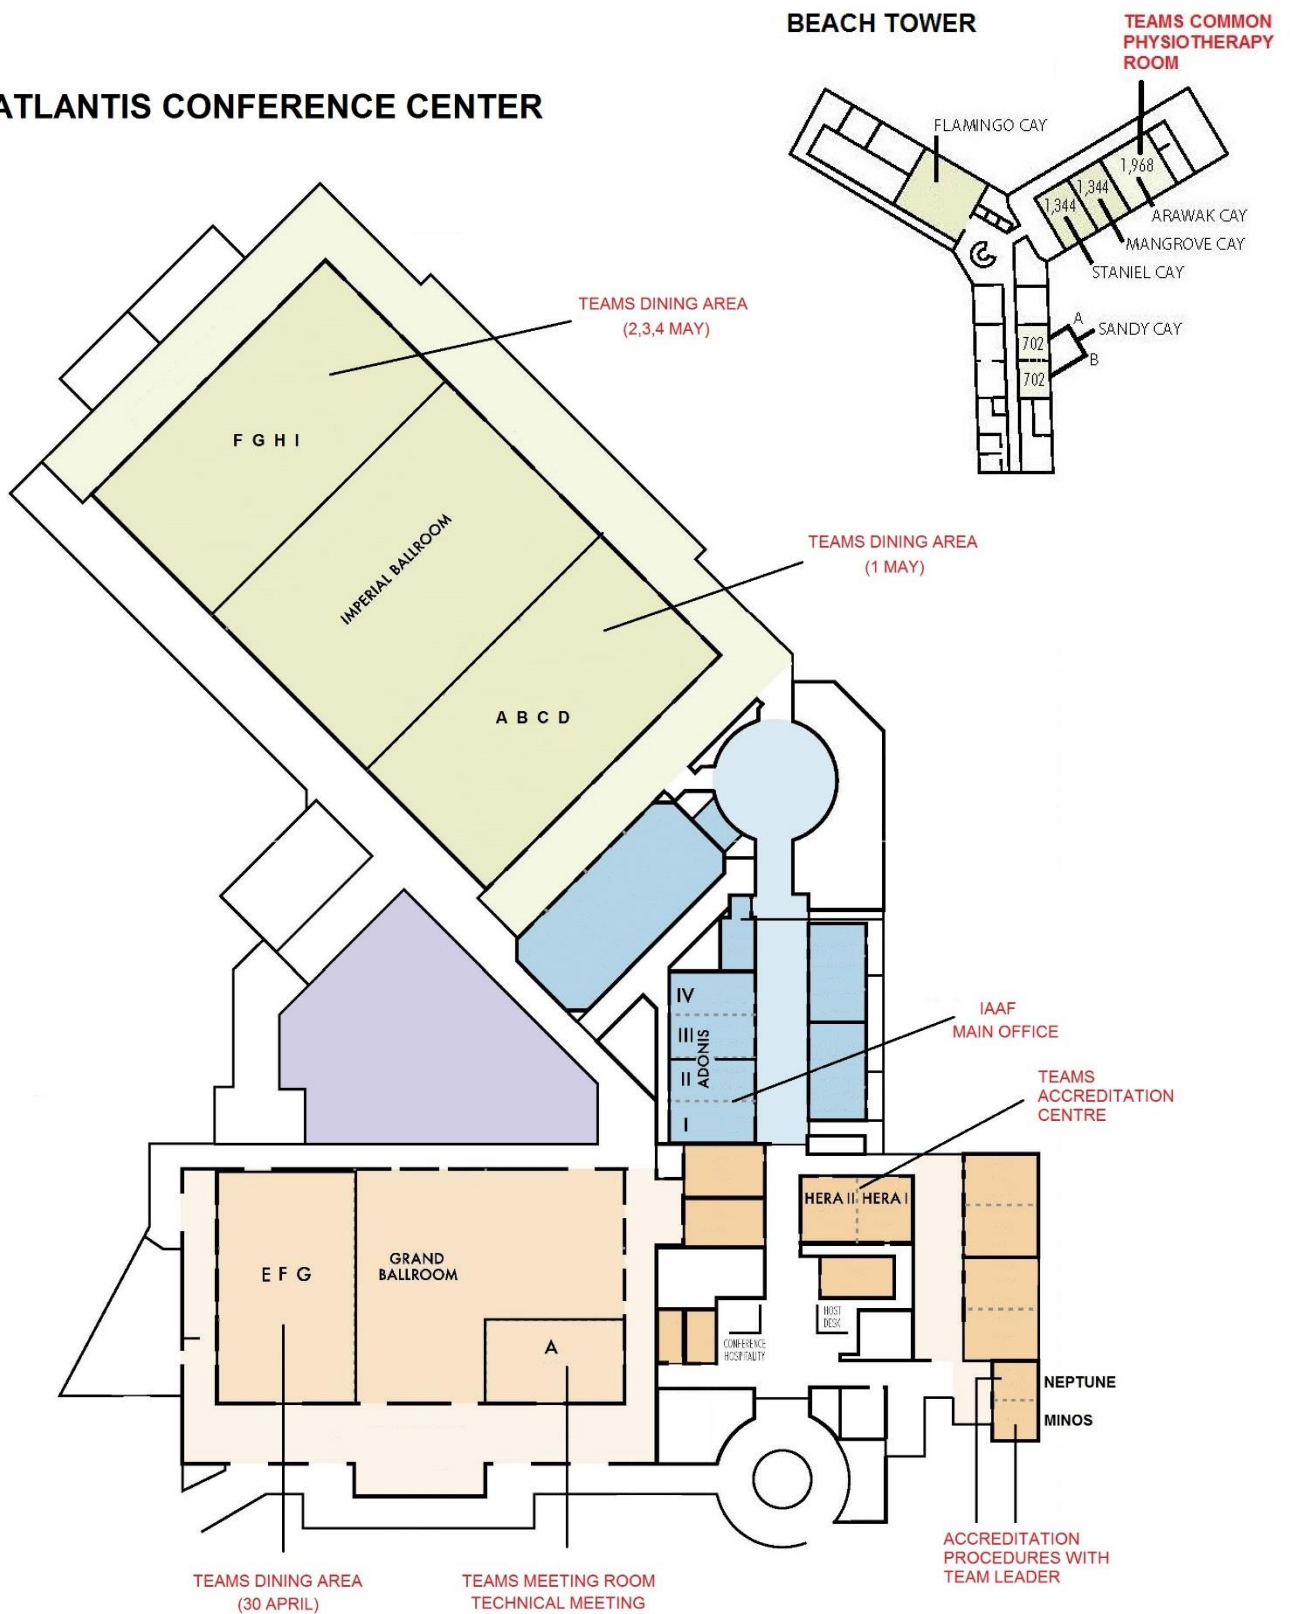 BEACH TOWER
TEAMS COMMON
PHYSIOTHERAPY
ROOM
ATLANTIS CONFERENCE CENTER
FLAMINGO CAY
1,968
1,344
1,344
ARAWAK CAY
MANGROVE CAY
STANIEL CAY
A
SANDY CAY
702
B
702
TEAMS DINING AREA
(2,3,4 MAY)
F G H I
IMPERIAL BALLROOM
TEAMS DINING AREA
(1 MAY)
A B C D
IV
III
II
I
ADONIS
IAAF
MAIN OFFICE
TEAMS
ACCREDITATION
CENTRE
HERA II
HERA I
E F G
GRAND
BALLROOM
A
HOST
DESK
CONFERENCE
HOSPITALITY
NEPTUNE
MINOS
ACCREDITATION
PROCEDURES WITH
TEAM LEADER
TEAMS DINING AREA
(30 APRIL)
TEAMS MEETING ROOM
TECHNICAL MEETING